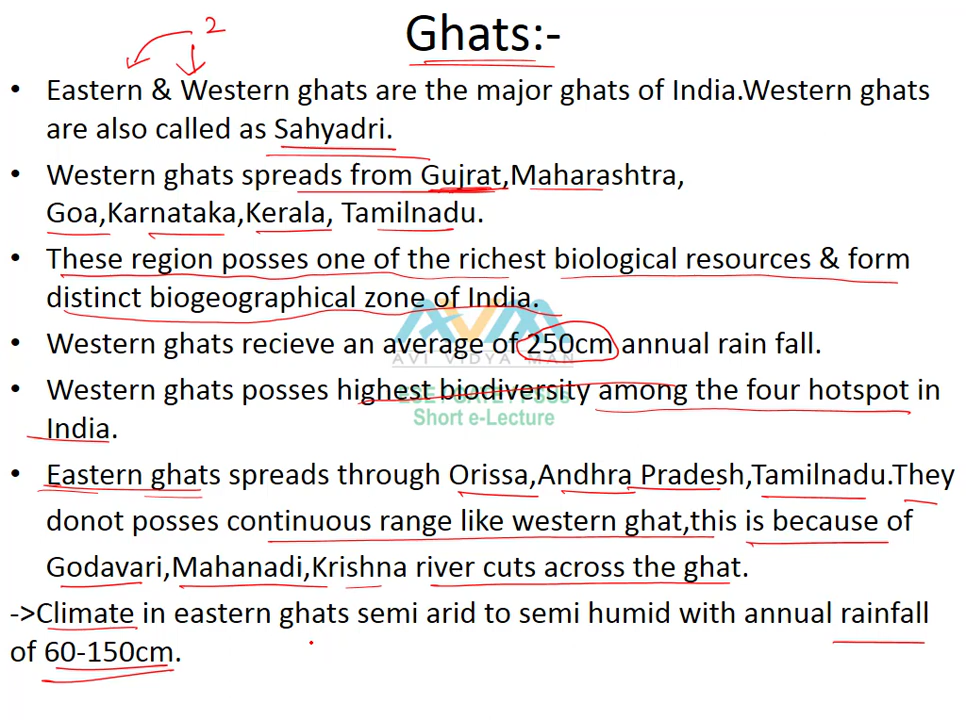 2
Ghats:-
• Eastern & Western ghats are the major ghats of India.Western ghats
are also called as Sahyadri.
• Western ghats spreads from Gujrat,Maharashtra,
Goa,Karnataka,Kerala, Tamilnadu.
• These region posses one of the richest biological resources & form
distinct biogeographical zone of India.
• Western ghats recieve an average of 250cm annual rain fall.
AVI VIDYA MAN
• Western ghats posses highest biodiversity among the four hotspot in
India.
Short e-Lecture
• Eastern ghats spreads through Orissa,Andhra Pradesh,Tamilnadu.They
donot posses continuous range like western ghat,this is because of
Godavari,Mahanadi,Krishna river cuts across the ghat.
->Climate in eastern ghats semi arid to semi humid with annual rainfall
of 60-150cm.